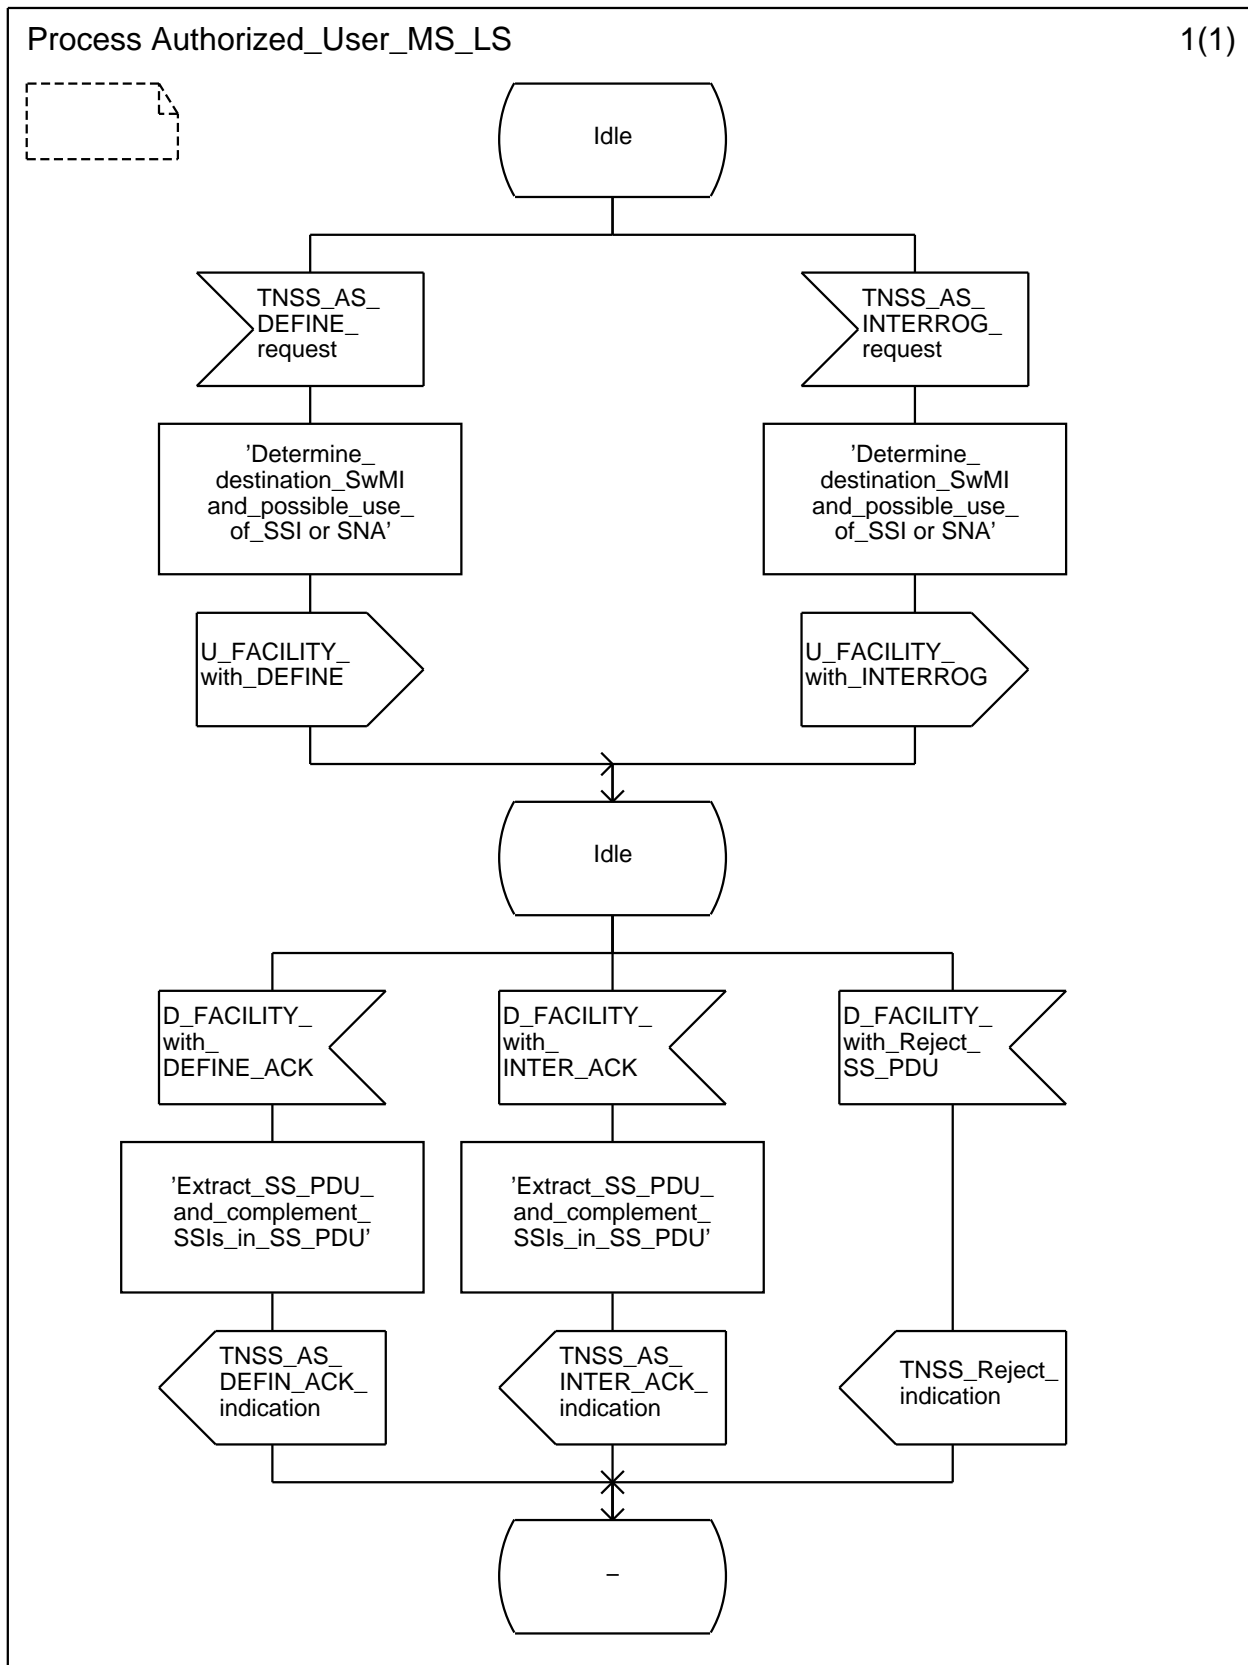 Process Authorized_User_MS_LS
1(1)
Idle
TNSS_AS_
DEFINE_
request
TNSS_AS_
INTERROG_
request
’Determine_
destination_SwMI
and_possible_use_
of_SSI or SNA’
’Determine_
destination_SwMI
and_possible_use_
of_SSI or SNA’
U_FACILITY_
with_DEFINE
U_FACILITY_
with_INTERROG
Idle
D_FACILITY_
with_
DEFINE_ACK
D_FACILITY_
with_
INTER_ACK
D_FACILITY_
with_Reject_
SS_PDU
’Extract_SS_PDU_
and_complement_
SSIs_in_SS_PDU’
’Extract_SS_PDU_
and_complement_
SSIs_in_SS_PDU’
TNSS_AS_
DEFIN_ACK_
indication
TNSS_AS_
INTER_ACK_
indication
TNSS_Reject_
indication
–